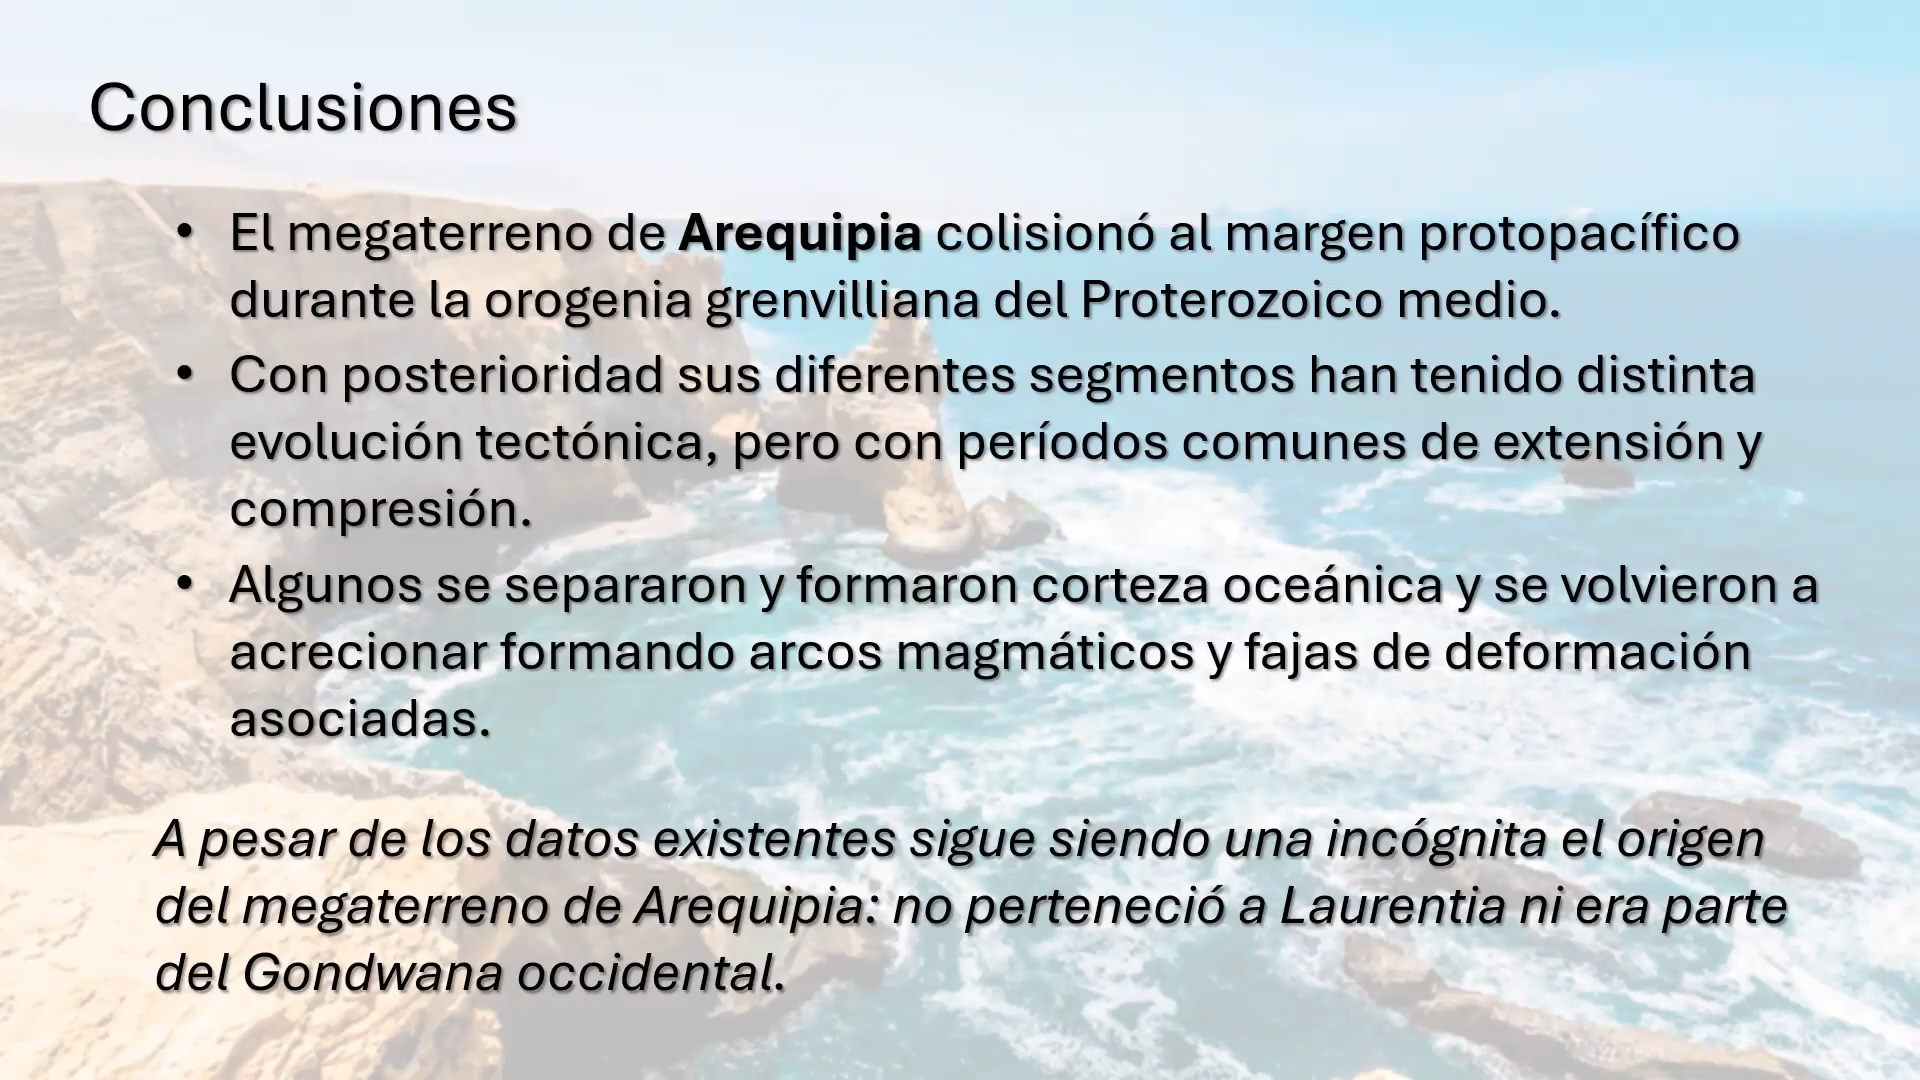 Conclusiones
• El megaterreno de Arequipia colisionó al margen protopacífico
durante la orogenia grenvilliana del Proterozoico medio.
• Con posterioridad sus diferentes segmentos han tenido distinta
evolución tectónica, pero con períodos comunes de extensión y
compresión.
• Algunos se separaron y formaron corteza oceánica y se volvieron a
acrecionar formando arcos magmáticos y fajas de deformación
asociadas.
A pesar de los datos existentes sigue siendo una incógnita el origen
del megaterreno de Arequipia: no perteneció a Laurentia ni era parte
del Gondwana occidental.